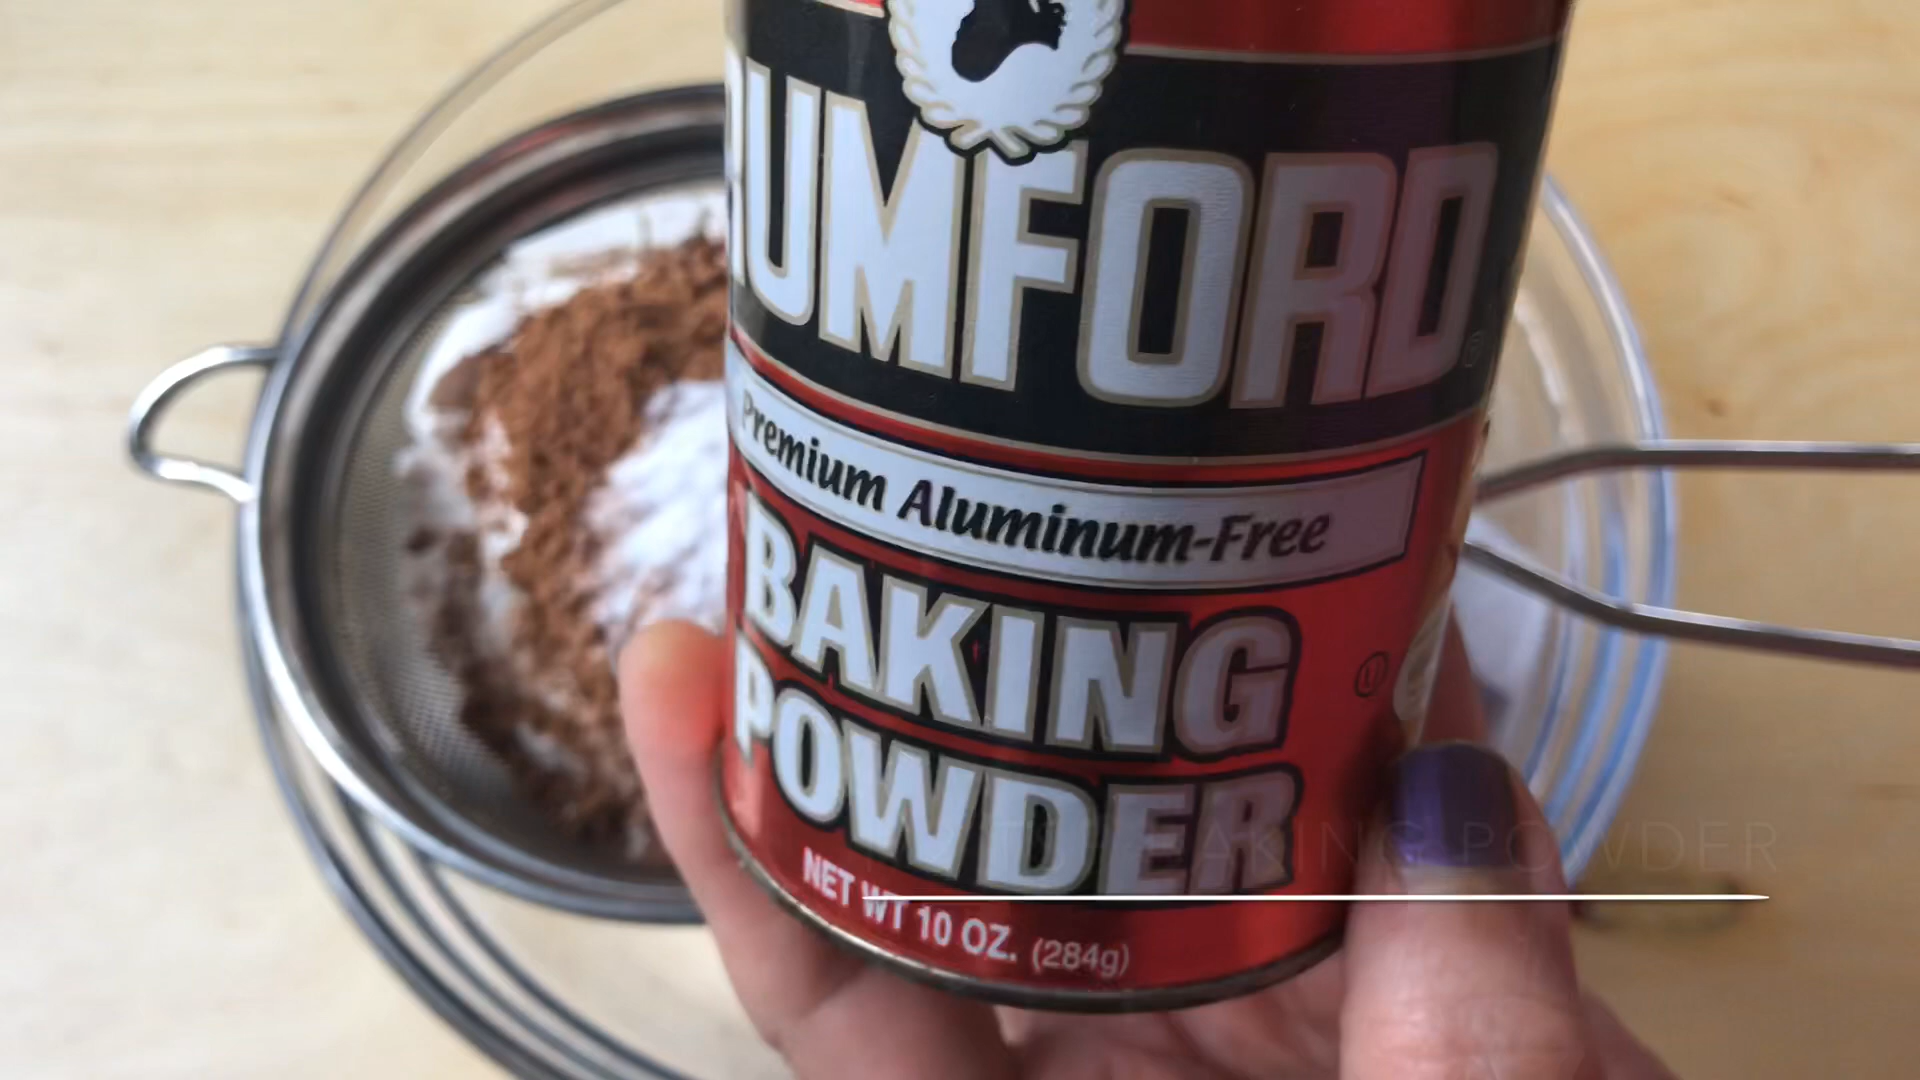 RUMFORD
Premium Aluminum-Free
BAKING
POWDER
NET WT 10 OZ. (284g)
BAKING POWDER